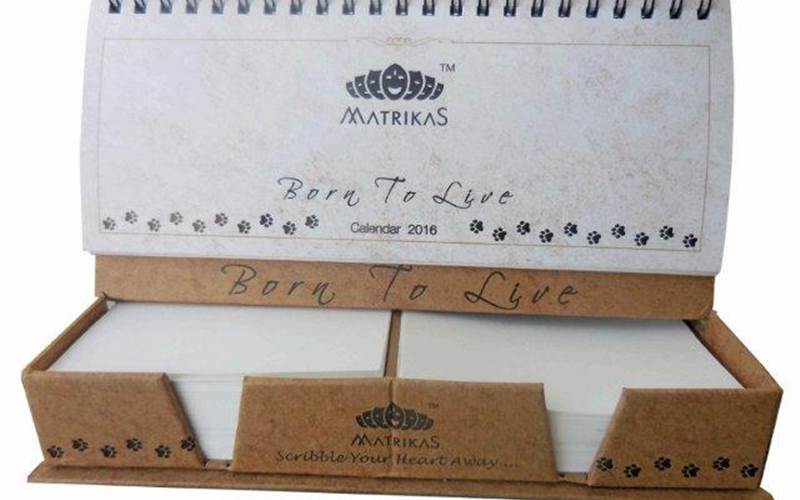 TM
MATRIKAS
Born To Live
Calendar 2016
Born To Live
TM
MATRIKAS
Scribble Your Heart Away...